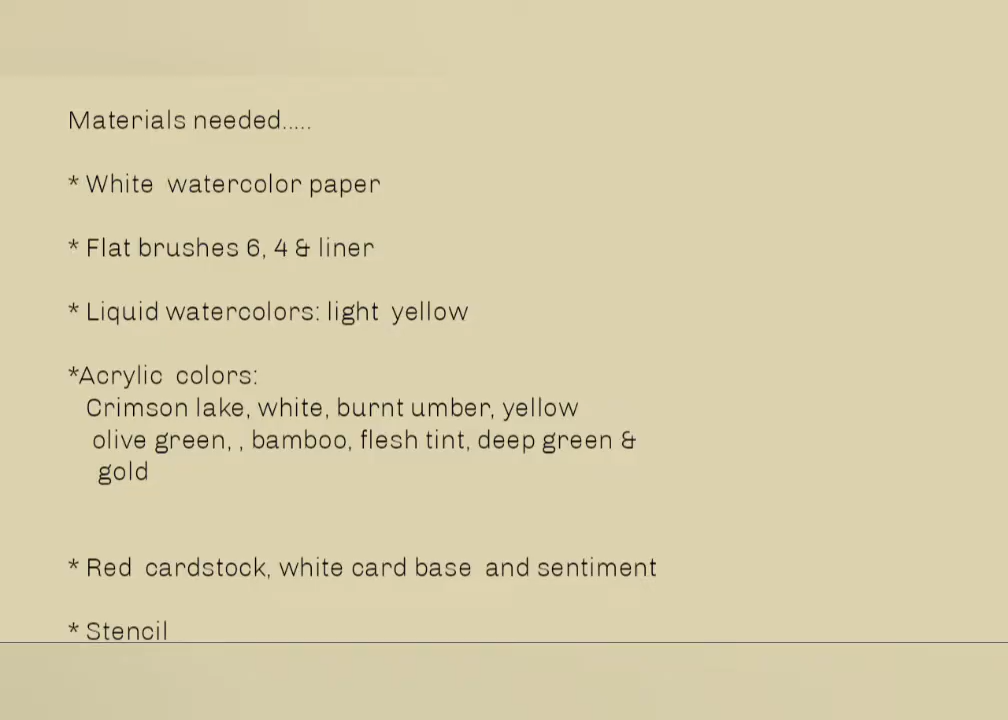 Materials needed.....
* White  watercolor paper
* Flat brushes 6, 4 & liner
* Liquid watercolors: light  yellow
*Acrylic  colors:
Crimson lake, white, burnt umber, yellow
olive green, , bamboo, flesh tint, deep green &
gold
* Red  cardstock, white card base  and sentiment
* Stencil